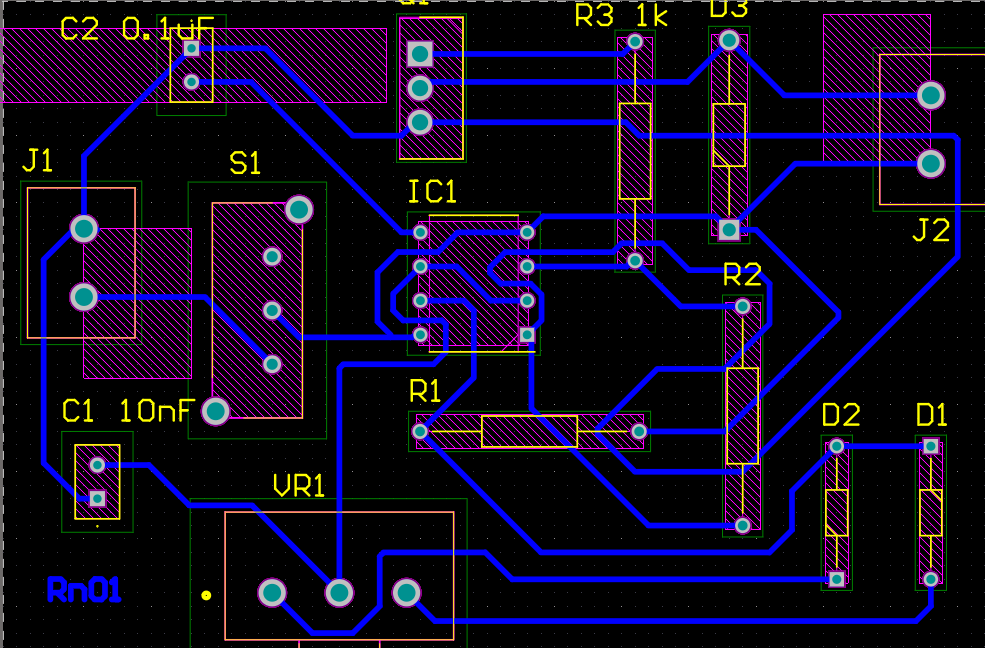 R3 1k
D3
C2 0.1uF
J1
S1
IC1
J2
R2
R1
C1 10nF
D2
D1
VR1
Rn01